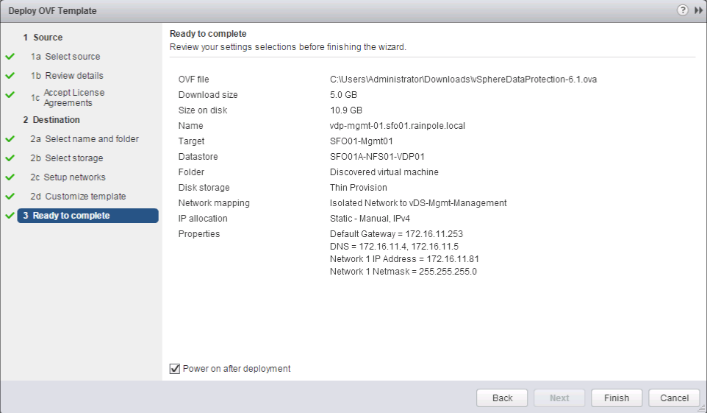 Deploy OVF Template
1 Source
1a Select source
1b Review details
1c Accept License
Agreements
2 Destination
2a Select name and folder
2b Select storage
2c Setup networks
2d Customize template
3 Ready to complete
Ready to complete
Review your settings selections before finishing the wizard.
OVF file C:\Users\Administrator\Downloads\vSphereDataProtection-6.1.ova
Download size 5.0 GB
Size on disk 10.9 GB
Name vdp-mgmt-01.sfo01.rainpole.local
Target SFO01-Mgmt01
Datastore SFO01A-NFS01-VDP01
Folder Discovered virtual machine
Disk storage Thin Provision
Network mapping Isolated Network to vDS-Mgmt-Management
IP allocation Static - Manual, IPv4
Properties Default Gateway = 172.16.11.253
DNS = 172.16.11.4, 172.16.11.5
Network 1 IP Address = 172.16.11.81
Network 1 Netmask = 255.255.255.0
Power on after deployment
Back Next Finish Cancel